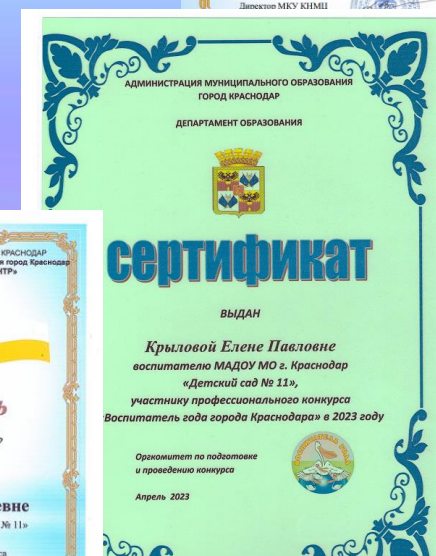 Директор МКУ КНМЦ
АДМИНИСТРАЦИЯ МУНИЦИПАЛЬНОГО ОБРАЗОВАНИЯ
ГОРОД КРАСНОДАР
ДЕПАРТАМЕНТ ОБРАЗОВАНИЯ
сертификат
ВЫДАН
Крыловой Елене Павловне
воспитателю МАДОУ МО г. Краснодар
«Детский сад № 11»,
участнику профессионального конкурса
«Воспитатель года города Краснодара» в 2023 году
Оргкомитет по подготовке
и проведению конкурса
Апрель 2023
КРАСНОДАР
город Краснодар
№ 11»